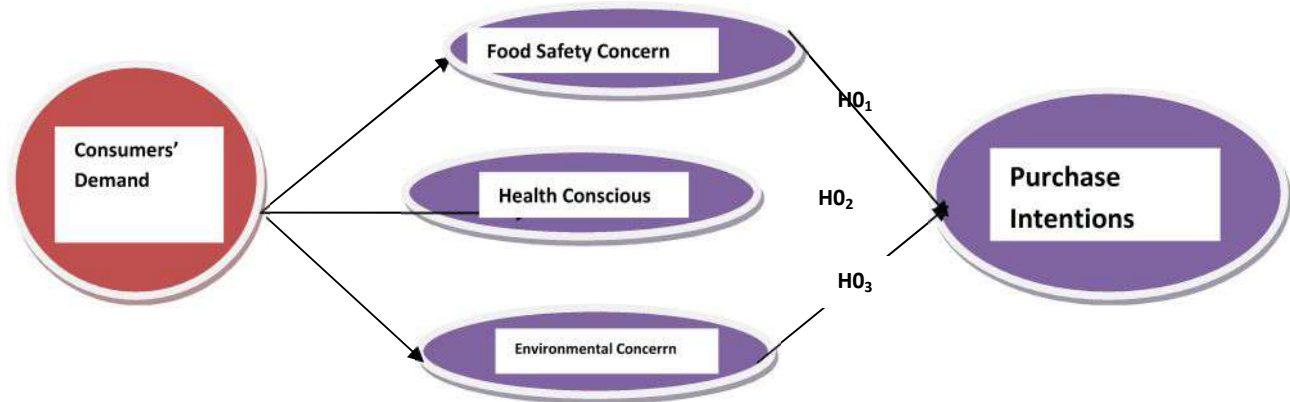 Food Safety Concern
H0₁
Consumers’
Demand
Health Conscious
H0₂
Purchase
Intentions
H0₃
Environmental Concerrn